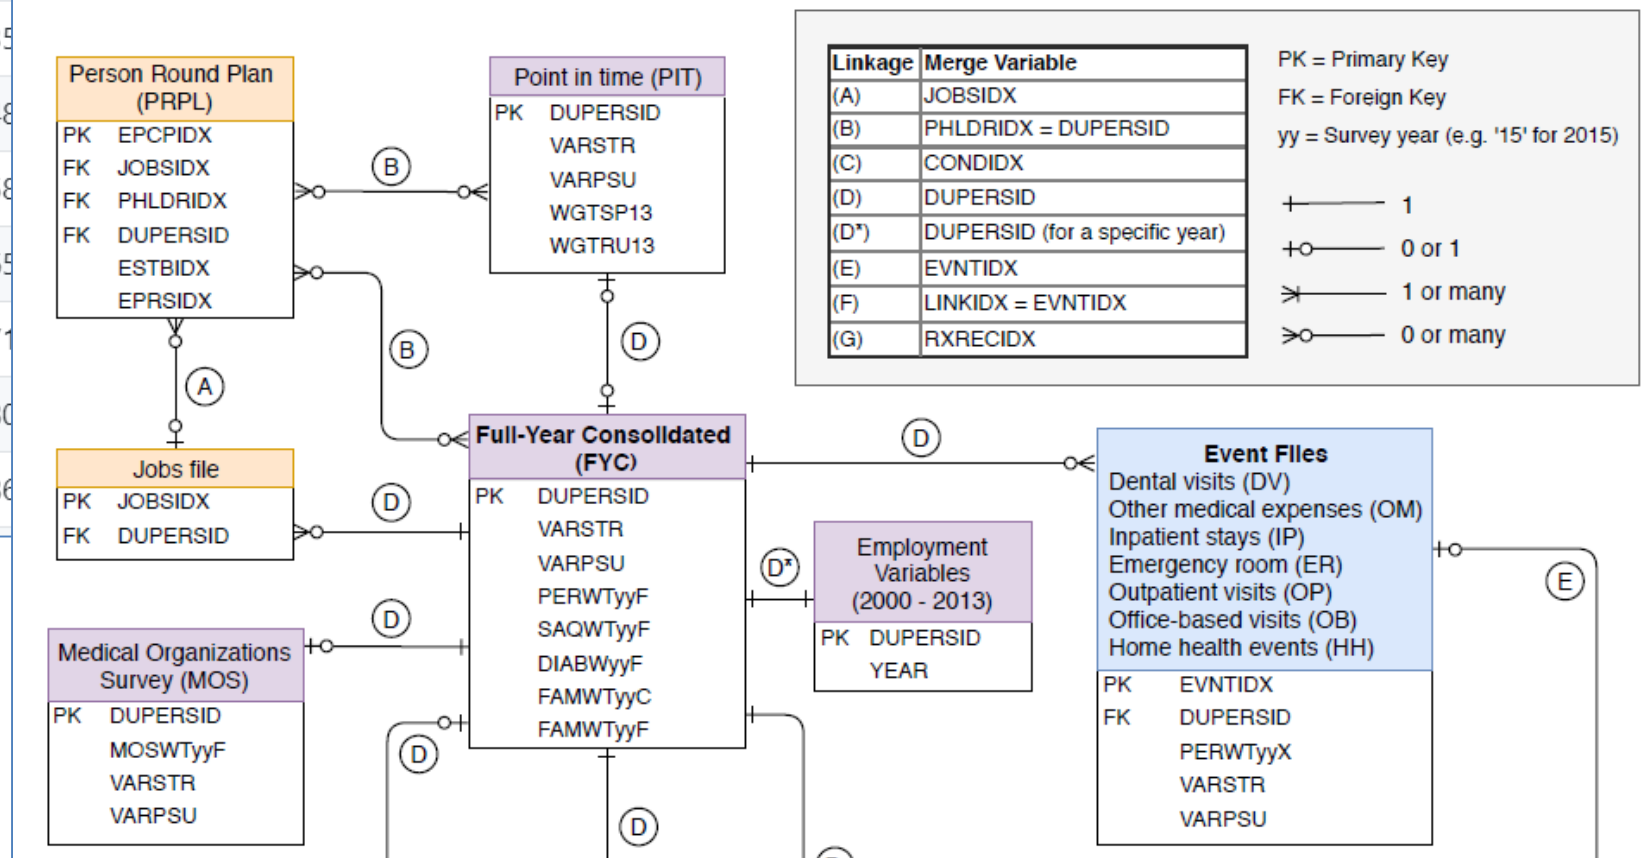 Person Round Plan
(PRPL)
PK EPCPIDX
FK JOBSIDX
FK PHLDRIDX
FK DUPERSID
ESTBIDX
EPRSIDX
B
Point in time (PIT)
PK DUPERSID
VARSTR
VARPSU
WGTSP13
WGTRU13
Linkage Merge Variable
(A) JOBSIDX
(B) PHLDRIDX = DUPERSID
(C) CONDIDX
(D) DUPERSID
(D*) DUPERSID (for a specific year)
(E) EVNTIDX
(F) LINKIDX = EVNTIDX
(G) RXRECIDX
PK = Primary Key
FK = Foreign Key
yy = Survey year (e.g. '15' for 2015)
1
0 or 1
1 or many
0 or many
A
B
D
Jobs file
PK JOBSIDX
FK DUPERSID
D
Full-Year Consolidated
(FYC)
PK DUPERSID
VARSTR
VARPSU
PERWTyyF
SAQWTyyF
DIABWyyF
FAMWTyyC
FAMWTyyF
D
D*
Employment
Variables
(2000 - 2013)
PK DUPERSID
YEAR
Event Files
Dental visits (DV)
Other medical expenses (OM)
Inpatient stays (IP)
Emergency room (ER)
Outpatient visits (OP)
Office-based visits (OB)
Home health events (HH)
PK EVNTIDX
FK DUPERSID
PERWTyyX
VARSTR
VARPSU
E
D
Medical Organizations
Survey (MOS)
PK DUPERSID
MOSWTyyF
VARSTR
VARPSU
D
D